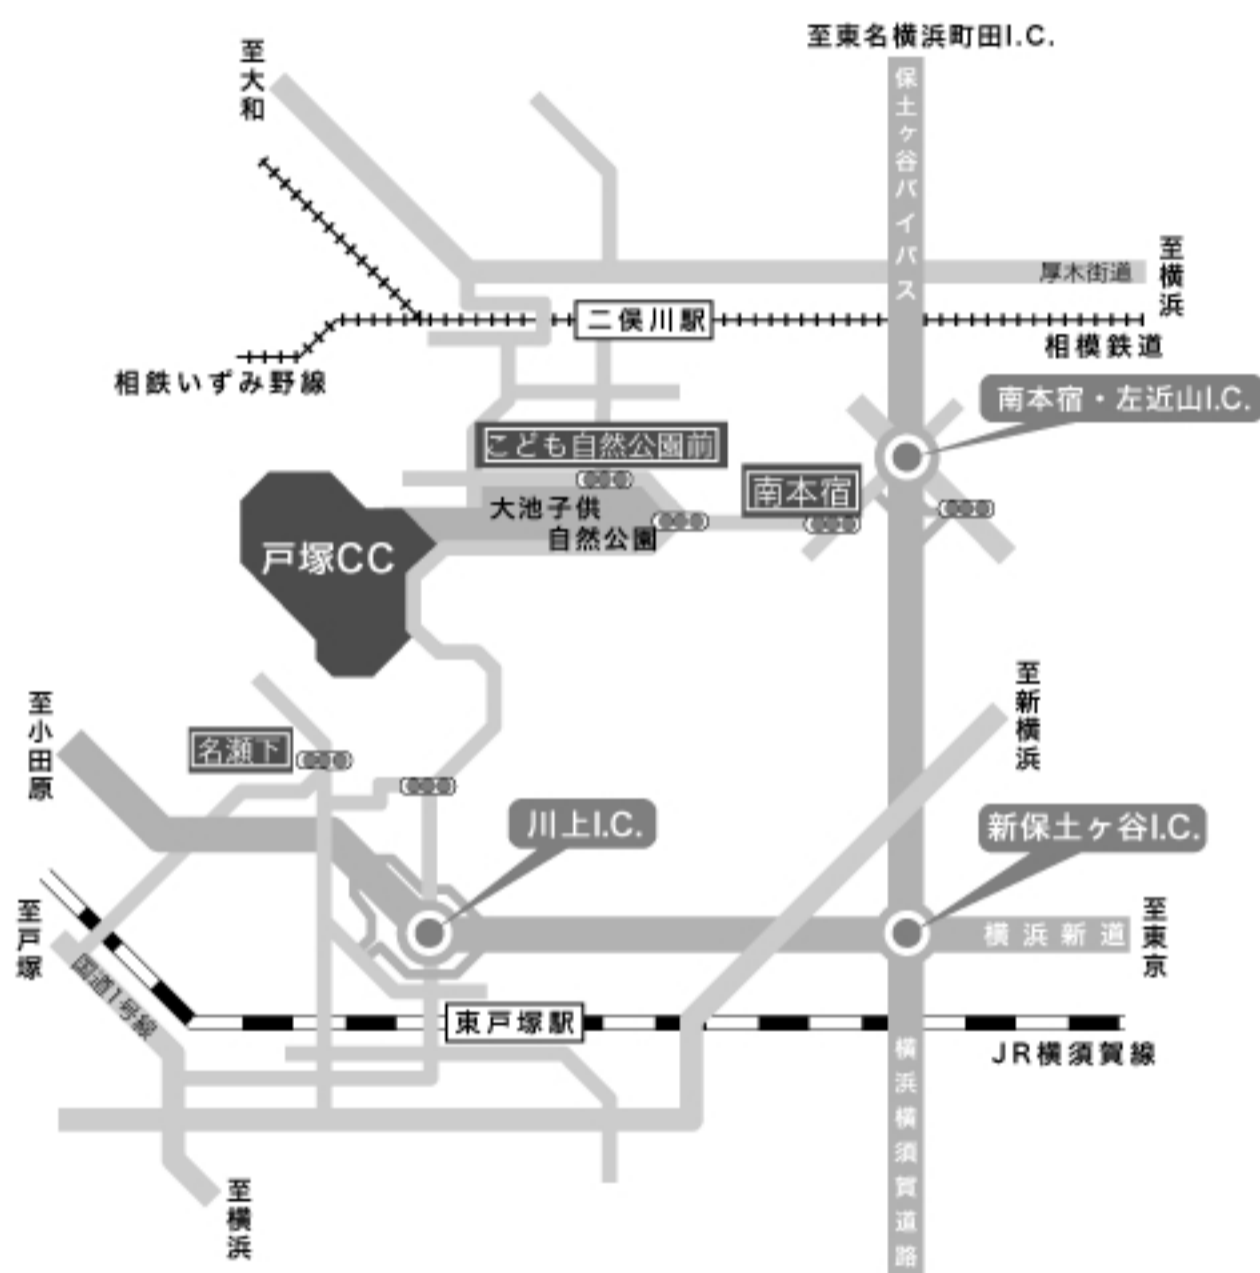 至東名横浜町田I.C.
至大和
保土ヶ谷バイパス
至横浜
厚木街道
二俣川駅
相模鉄道
相鉄いずみ野線
南本宿・左近山I.C.
こども自然公園前
南本宿
大池子供
自然公園
戸塚CC
至新横浜
至小田原
名瀬下
川上I.C.
新保土ヶ谷I.C.
至戸塚
至東京
横浜新道
国道1号線
東戸塚駅
JR横須賀線
横浜横須賀道路
至横浜